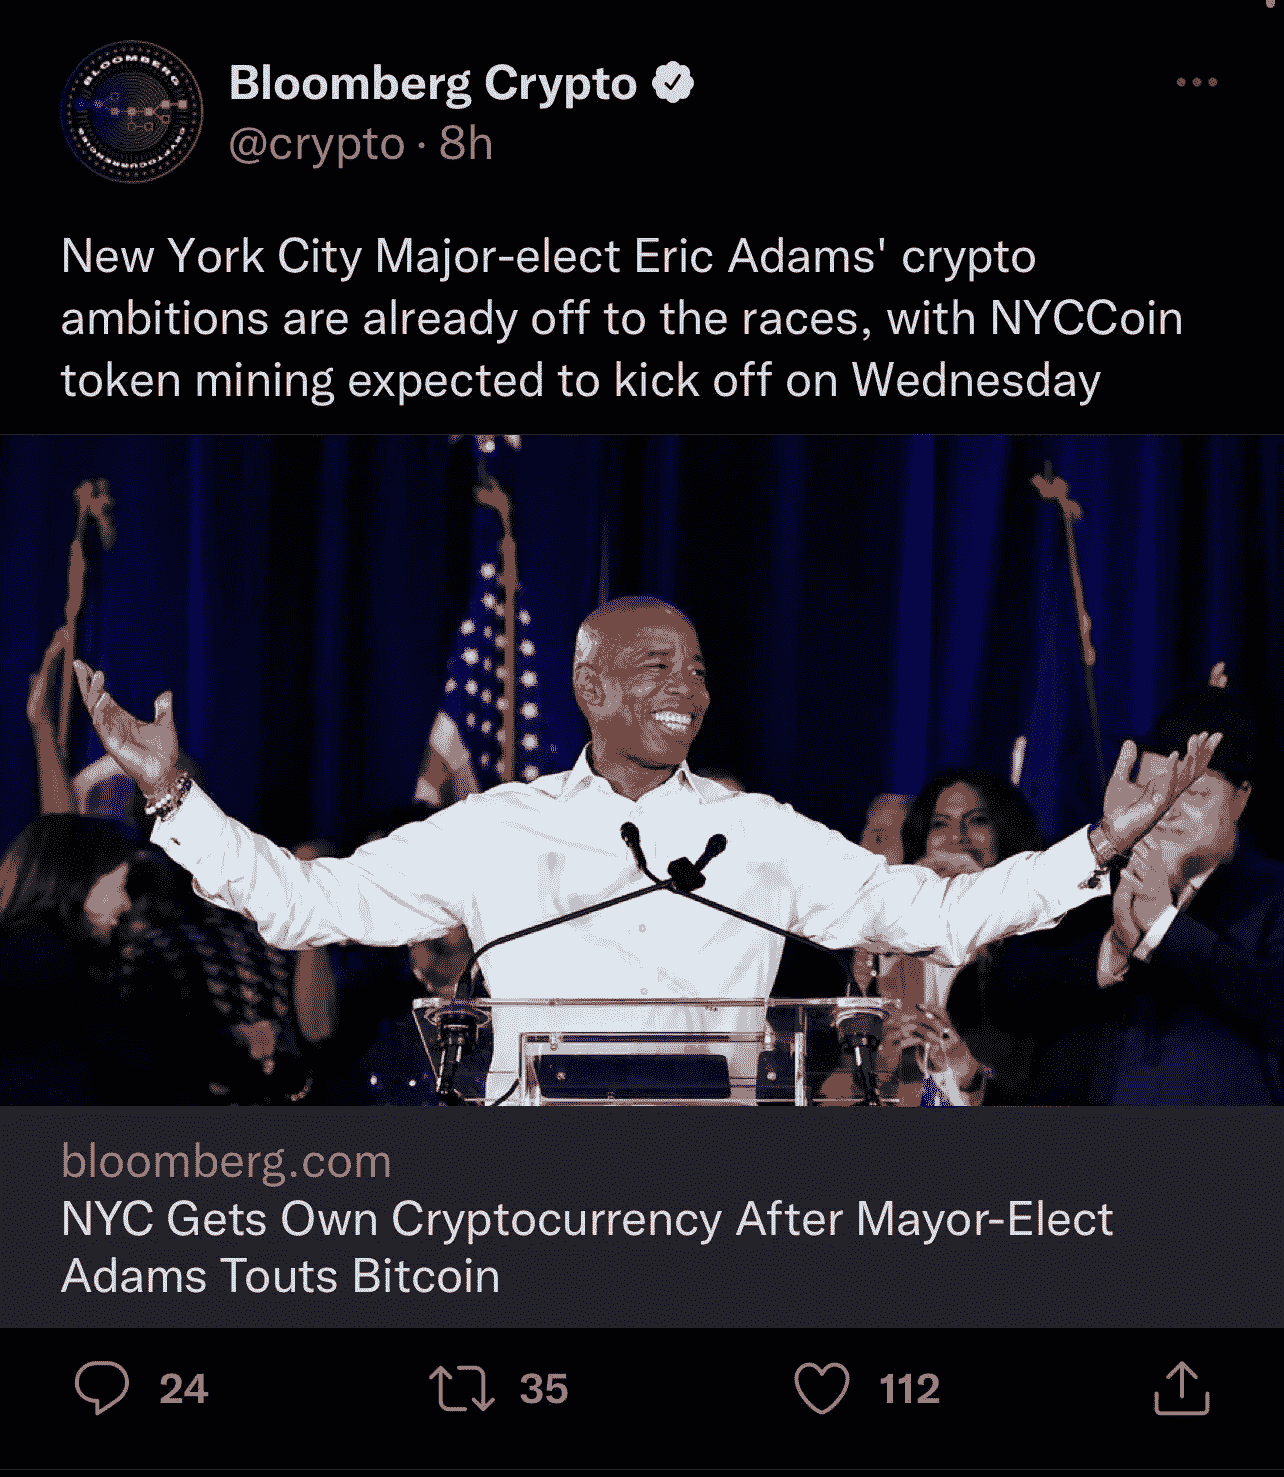 BLOOMBERG
CRYPTOCURRENCIES
Bloomberg Crypto
@crypto · 8h
New York City Major-elect Eric Adams' crypto
ambitions are already off to the races, with NYCCoin
token mining expected to kick off on Wednesday
bloomberg.com
NYC Gets Own Cryptocurrency After Mayor-Elect
Adams Touts Bitcoin
24
35
112